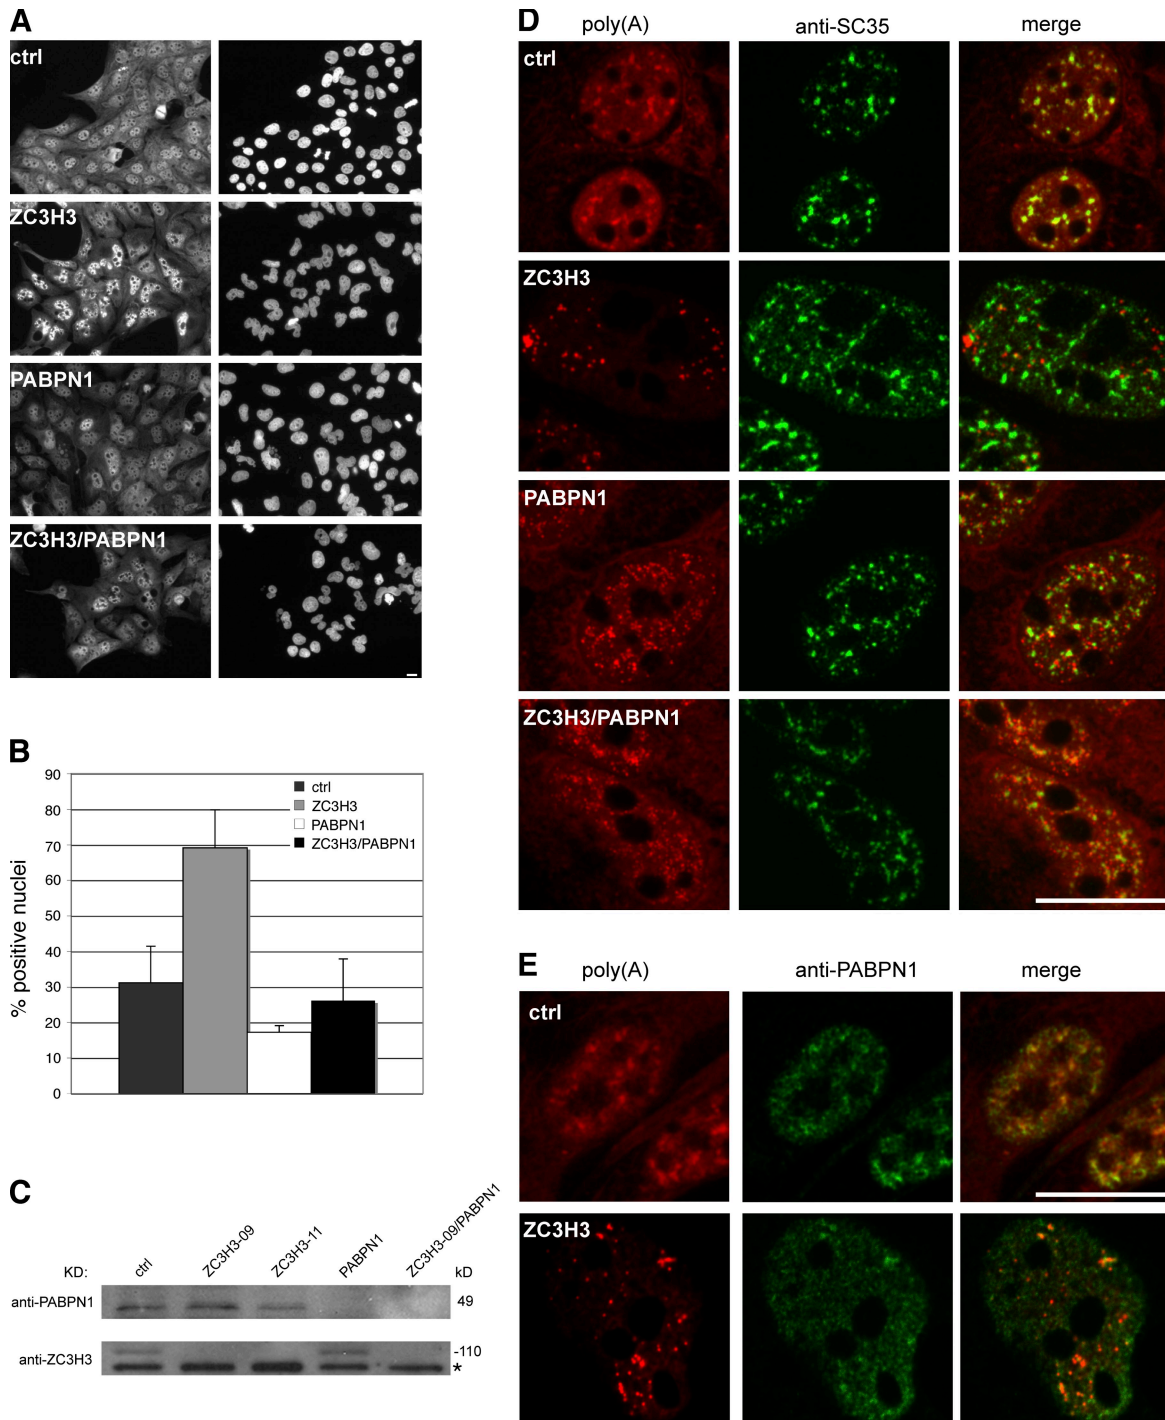 A
ctrl
ZC3H3
PABPN1
ZC3H3/PABPN1
B
% positive nuclei
90
80
70
60
50
40
30
20
10
0
ctrl
ZC3H3
PABPN1
ZC3H3/PABPN1
C
KD:
ctrl
ZC3H3-09
ZC3H3-11
PABPN1
ZC3H3-09/PABPN1
kD
anti-PABPN1
49
anti-ZC3H3
-110
*
D
poly(A) anti-SC35 merge
ctrl
ZC3H3
PABPN1
ZC3H3/PABPN1
E
poly(A) anti-PABPN1 merge
ctrl
ZC3H3